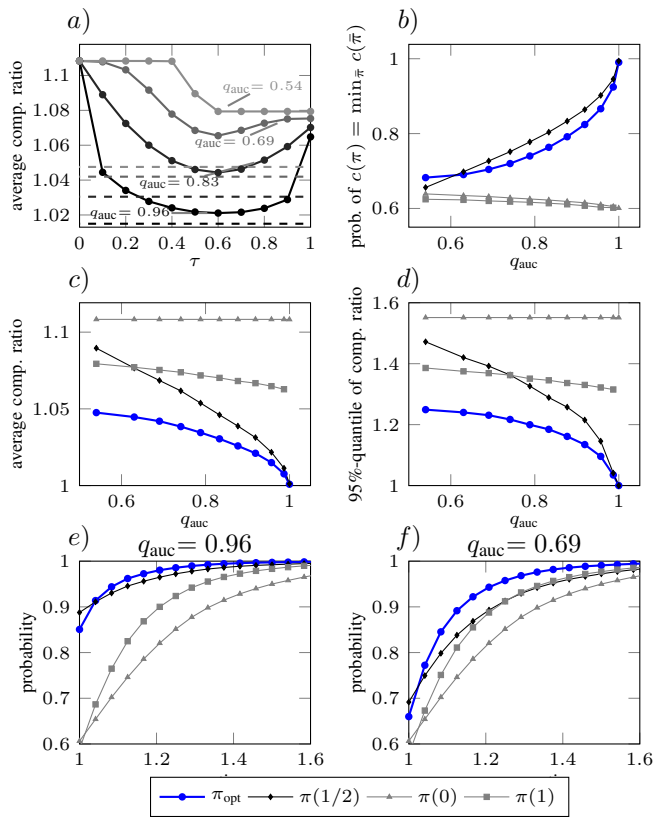 a)
average comp. ratio
1.1
1.08
1.06
1.04
1.02
q_auc = 0.54
q_auc = 0.69
q_auc = 0.83
q_auc = 0.96
0 0.2 0.4 0.6 0.8 1
τ
b)
prob. of c(π) = min_π̄ c(π̄)
1
0.8
0.6
0.6 0.8 1
q_auc
c)
average comp. ratio
1.1
1.05
1
0.6 0.8 1
q_auc
d)
95%-quantile of comp. ratio
1.6
1.4
1.2
1
0.6 0.8 1
q_auc
e)
q_auc = 0.96
probability
1
0.9
0.8
0.7
0.6
1 1.2 1.4 1.6
f)
q_auc = 0.69
probability
1
0.9
0.8
0.7
0.6
1 1.2 1.4 1.6
π_opt π(1/2) π(0) π(1)